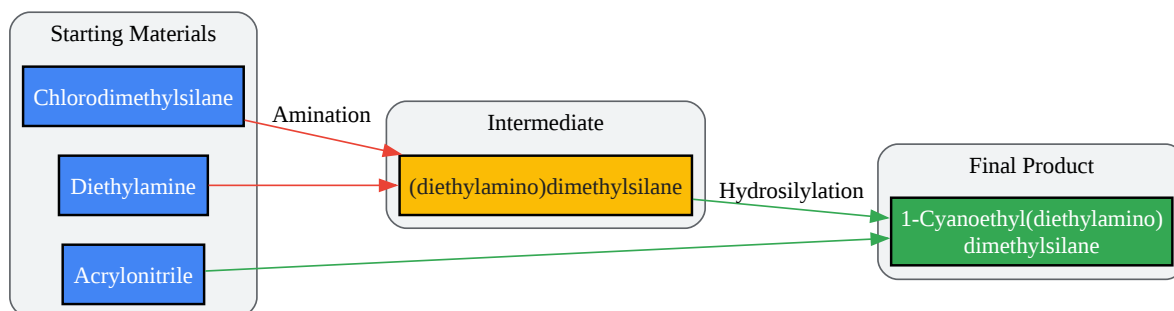 Starting Materials
Chlorodimethylsilane
Diethylamine
Acrylonitrile
Amination
Intermediate
(diethylamino)dimethylsilane
Hydrosilylation
Final Product
1-Cyanoethyl(diethylamino)
dimethylsilane